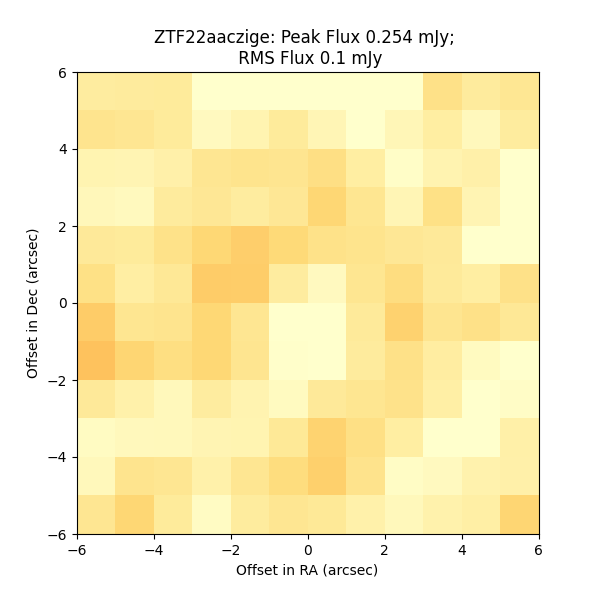 ZTF22aaczige: Peak Flux 0.254 mJy;
RMS Flux 0.1 mJy
6
4
2
0
−2
−4
−6
Offset in Dec (arcsec)
−6 −4 −2 0 2 4 6
Offset in RA (arcsec)